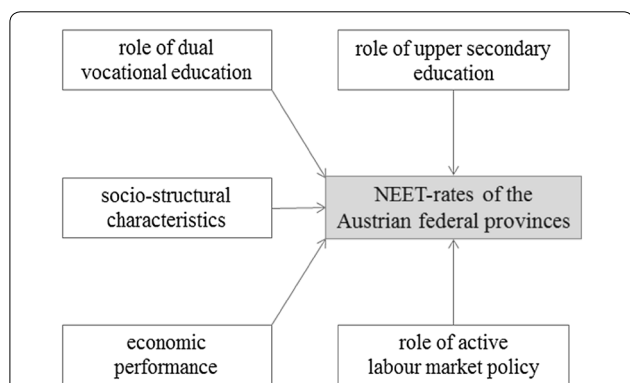 role of dual
vocational education
role of upper secondary
education
socio-structural
characteristics
NEET-rates of the
Austrian federal provinces
economic
performance
role of active
labour market policy